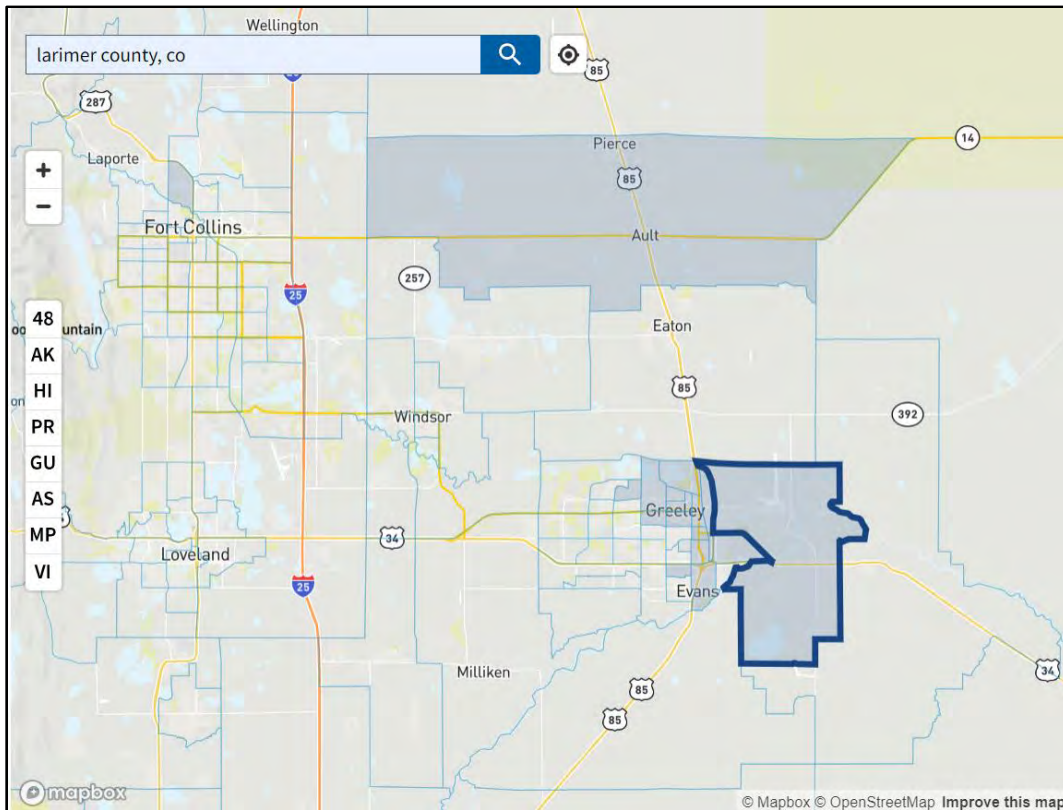 Wellington
larimer county, co
85
287
14
Pierce
Laporte
85
+
−
Fort Collins
Ault
257
25
48
Eaton
AK
85
HI
392
Windsor
PR
GU
AS
Greeley
MP
34
Loveland
VI
25
Evans
Milliken
34
85
85
mapbox
© Mapbox © OpenStreetMap Improve this map